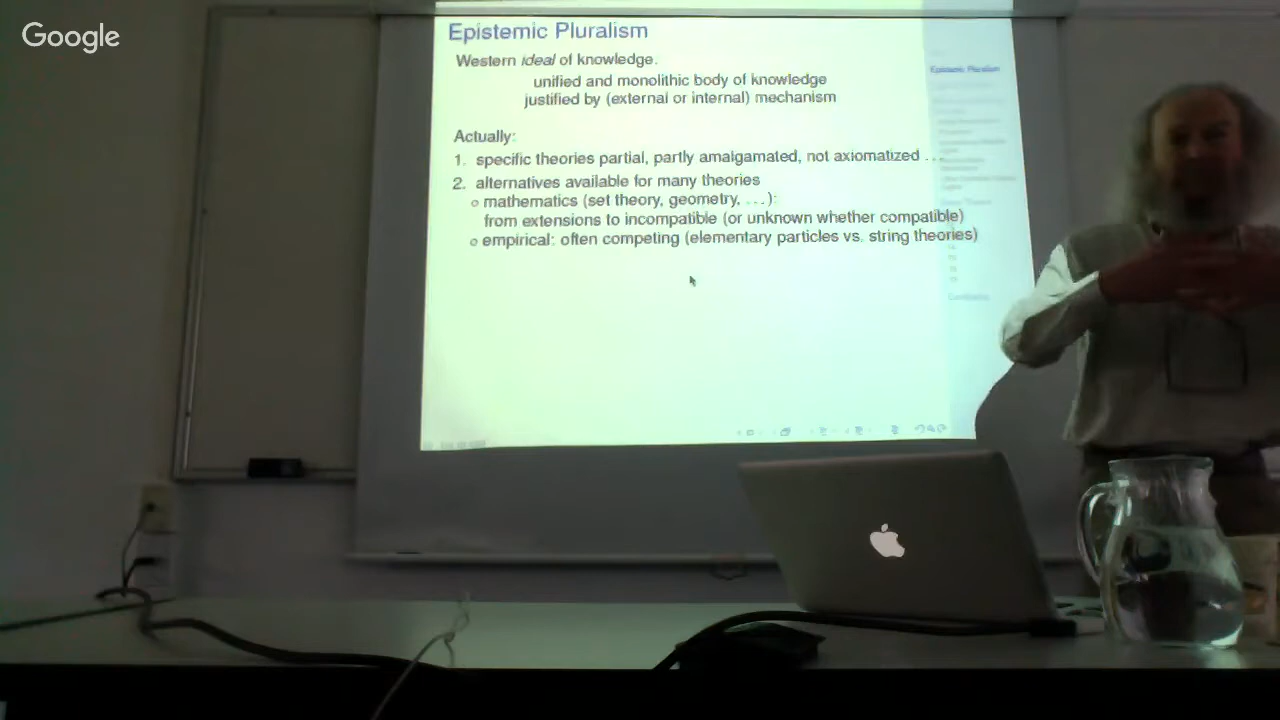 Google
Epistemic Pluralism
Western ideal of knowledge.
unified and monolithic body of knowledge
justified by (external or internal) mechanism
Actually:
1. specific theories partial, partly amalgamated, not axiomatized ...
2. alternatives available for many theories
mathematics (set theory, geometry, ...):
from extensions to incompatible (or unknown whether compatible)
empirical: often competing (elementary particles vs. string theories)
Epistemic Pluralism